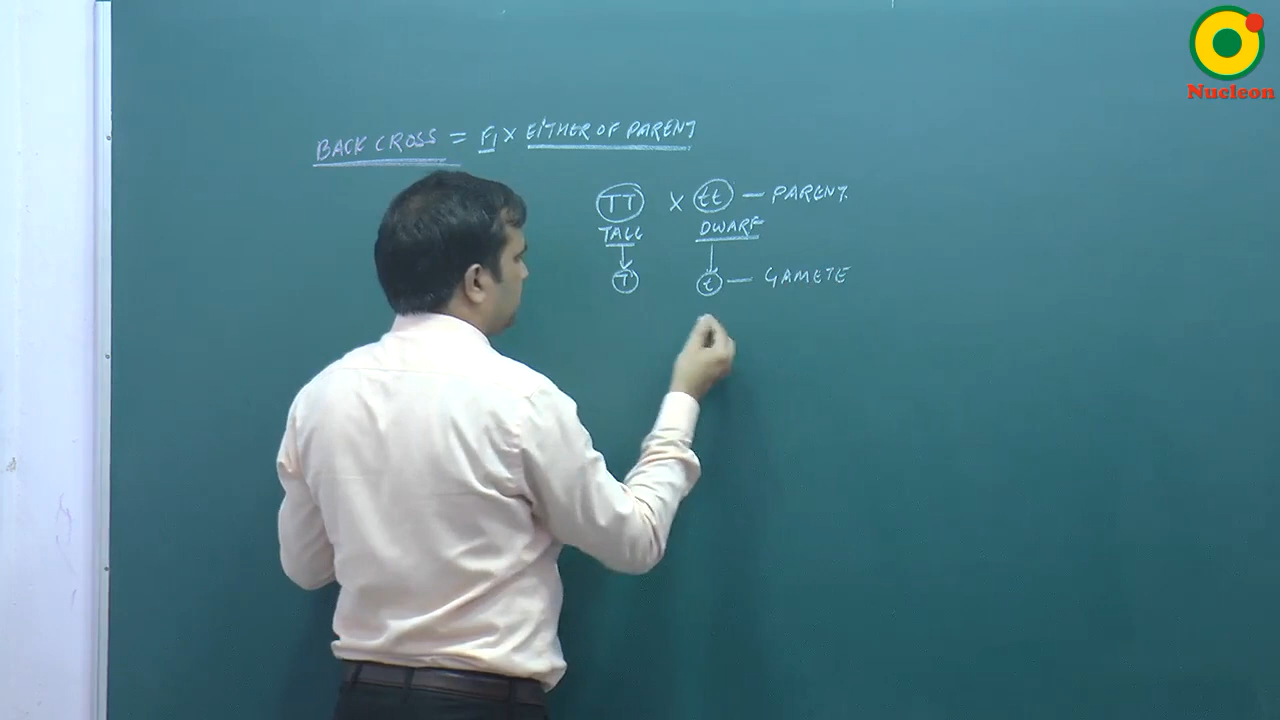 Nucleon
BACK CROSS = F1 × EITHER OF PARENT
TT × tt — PARENT
TALL DWARF
T t — GAMETE